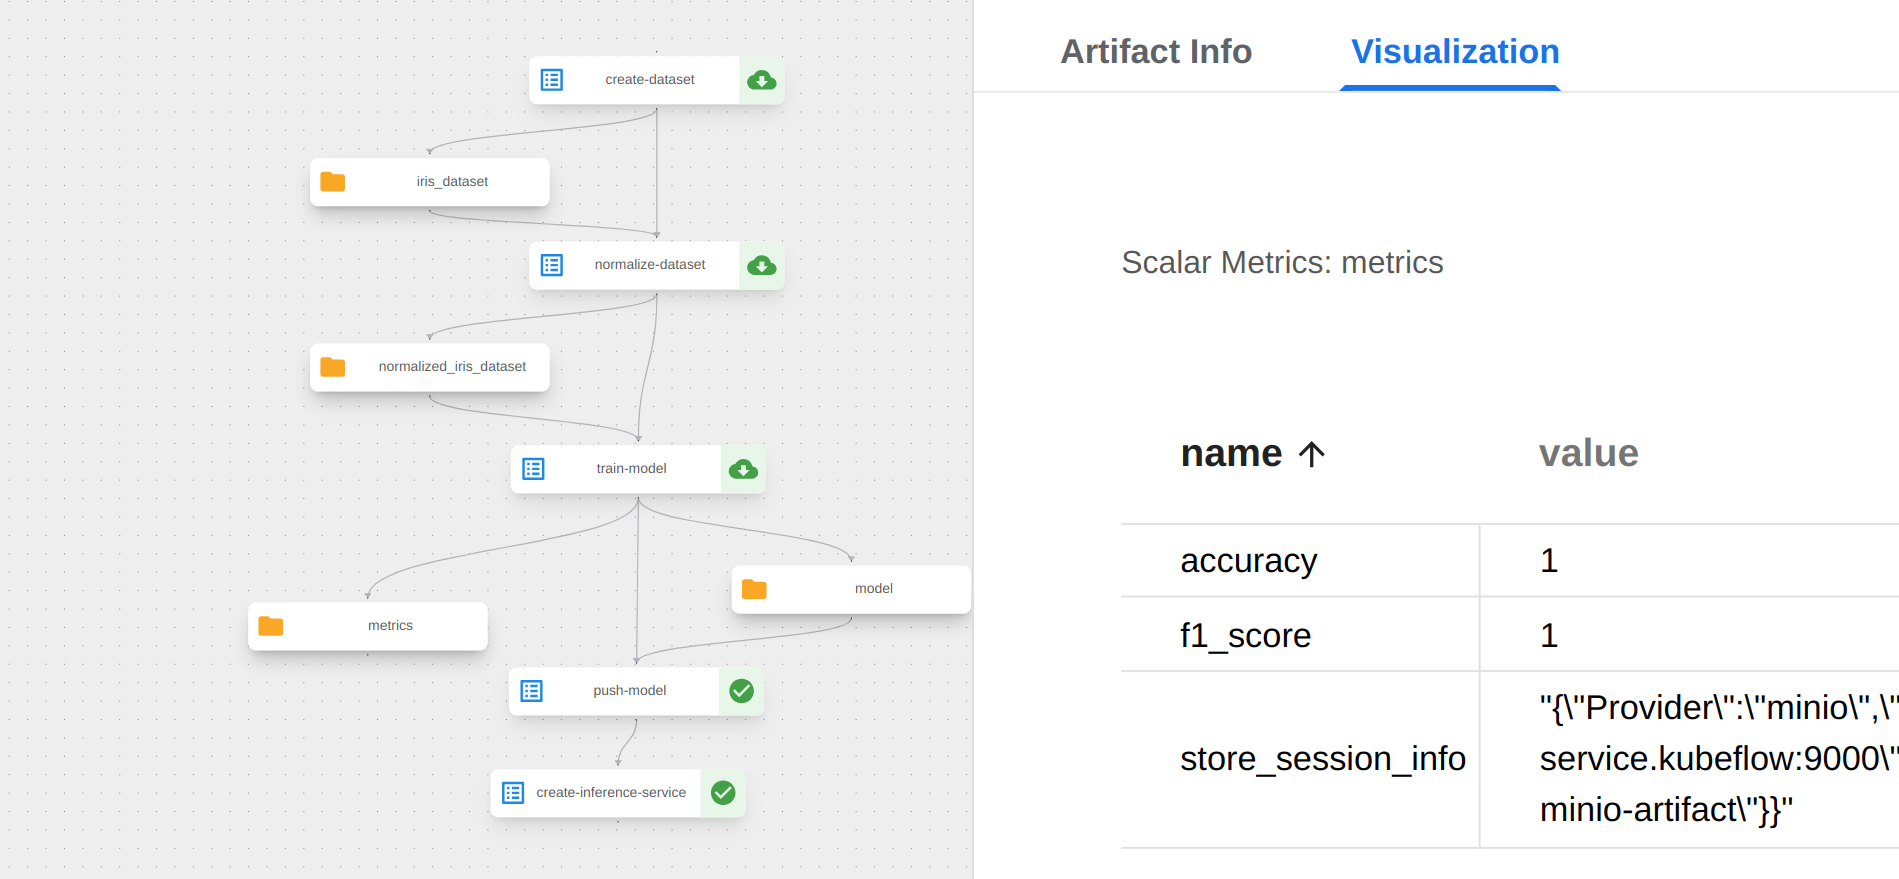 create-dataset
iris_dataset
normalize-dataset
normalized_iris_dataset
train-model
model
metrics
push-model
create-inference-service
Artifact Info
Visualization
Scalar Metrics: metrics
name
value
accuracy
1
f1_score
1
store_session_info
"{\"Provider\":\"minio\",\"
service.kubeflow:9000\"
minio-artifact\"}}"